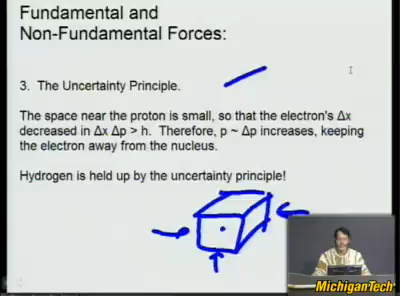 Fundamental and
Non-Fundamental Forces:
3. The Uncertainty Principle.
The space near the proton is small, so that the electron's Δx
decreased in Δx Δp > h. Therefore, p ~ Δp increases, keeping
the electron away from the nucleus.
Hydrogen is held up by the uncertainty principle!
MichiganTech